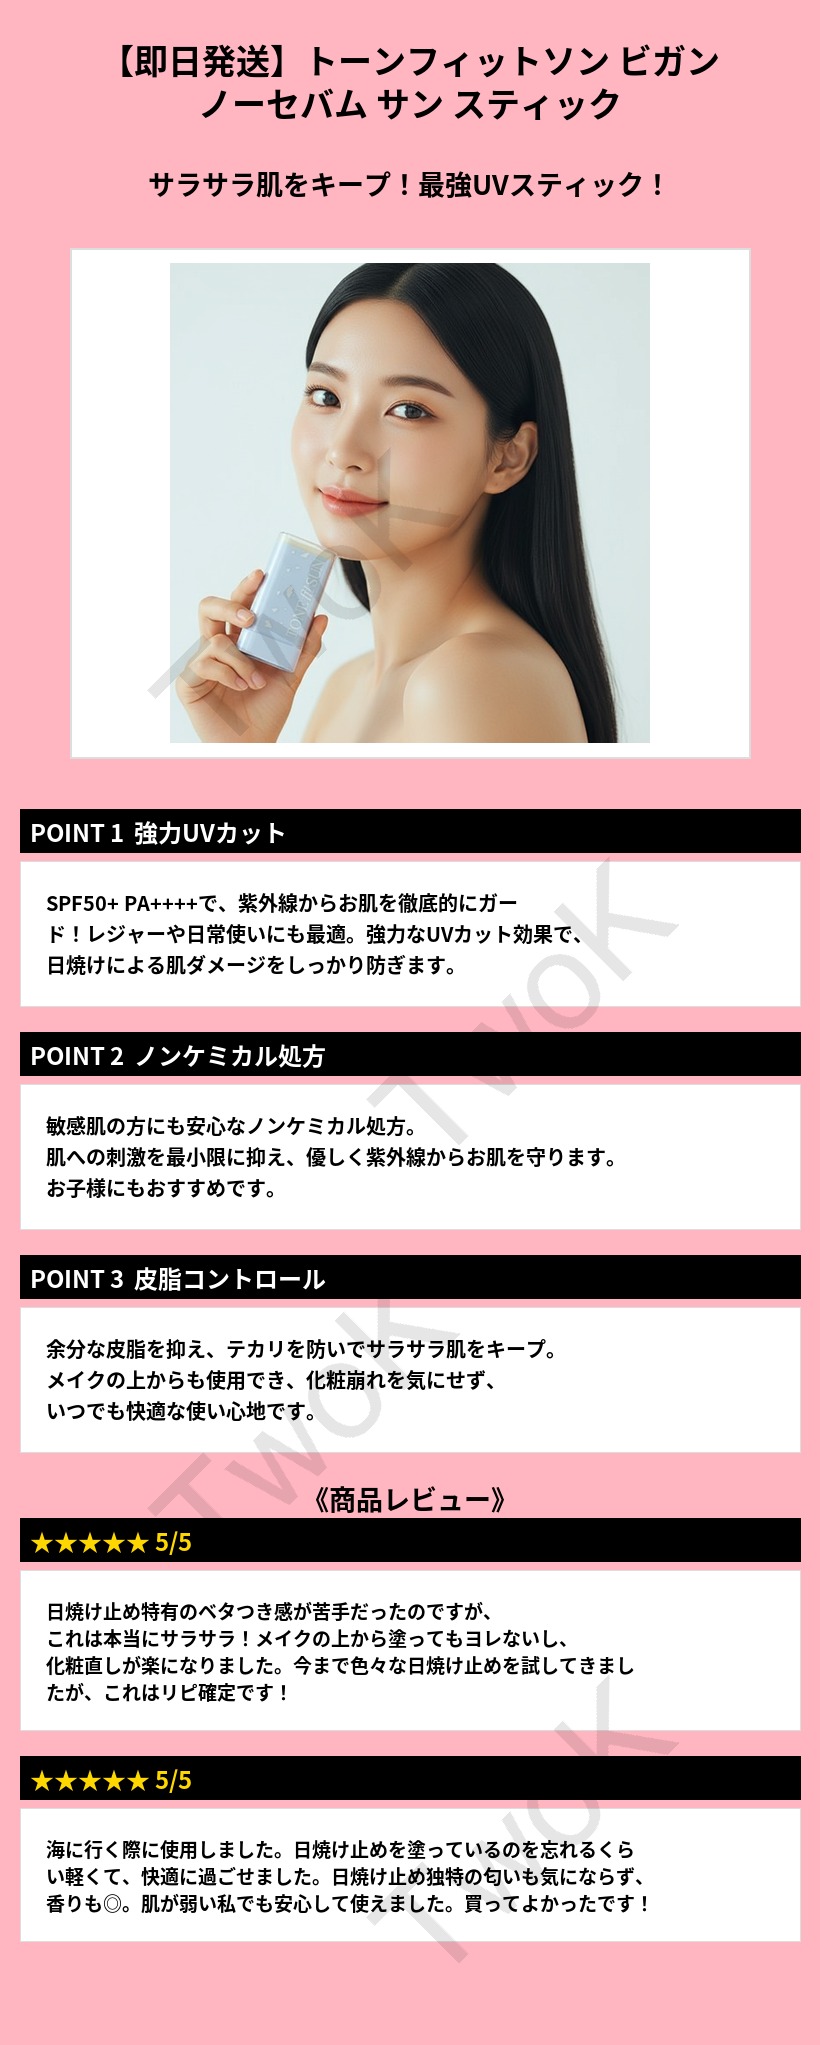 【即日発送】トーンフィットソン ビガン
ノーセバム サン スティック
サラサラ肌をキープ！最強UVスティック！
TONE fit SUN
TwoK
POINT 1 強力UVカット
SPF50+ PA++++で、紫外線からお肌を徹底的にガー
ド！レジャーや日常使いにも最適。強力なUVカット効果で、
日焼けによる肌ダメージをしっかり防ぎます。
TwoK
POINT 2 ノンケミカル処方
敏感肌の方にも安心なノンケミカル処方。
肌への刺激を最小限に抑え、優しく紫外線からお肌を守ります。
お子様にもおすすめです。
POINT 3 皮脂コントロール
余分な皮脂を抑え、テカリを防いでサラサラ肌をキープ。
メイクの上からも使用でき、化粧崩れを気にせず、
いつでも快適な使い心地です。
TwoK
《商品レビュー》
★★★★★ 5/5
日焼け止め特有のベタつき感が苦手だったのですが、
これは本当にサラサラ！メイクの上から塗ってもヨレないし、
化粧直しが楽になりました。今まで色々な日焼け止めを試してきまし
たが、これはリピ確定です！
★★★★★ 5/5
海に行く際に使用しました。日焼け止めを塗っているのを忘れるくら
い軽くて、快適に過ごせました。日焼け止め独特の匂いも気にならず、
香りも◎。肌が弱い私でも安心して使えました。買ってよかったです！
TwoK